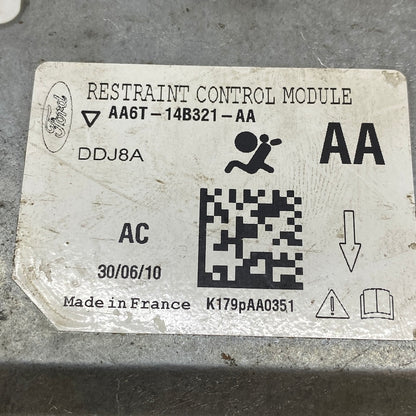 Ford
RESTRAINT CONTROL MODULE
AA6T-14B321-AA
DDJ8A
AA
AC
30/06/10
Made in France
K179pAA0351